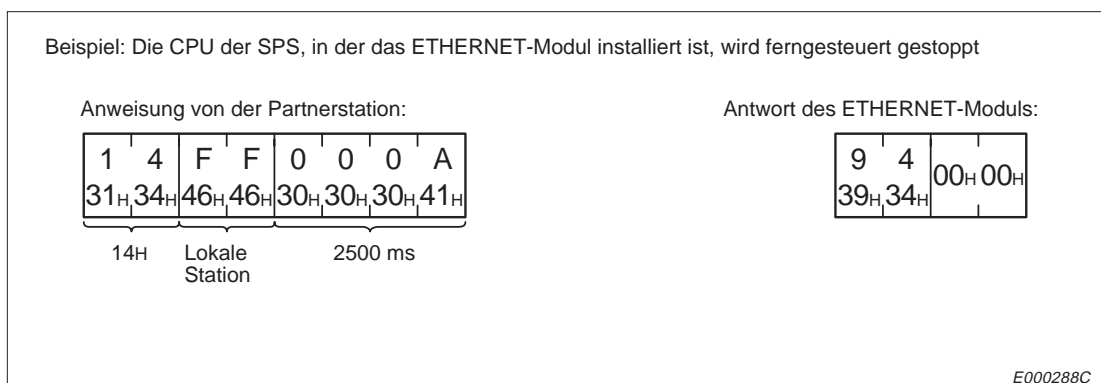 Beispiel: Die CPU der SPS, in der das ETHERNET-Modul installiert ist, wird ferngesteuert gestoppt
Anweisung von der Partnerstation:
1 4 F F 0 0 0 A
31H 34H 46H 46H 30H 30H 30H 41H
14H Lokale Station 2500 ms
Antwort des ETHERNET-Moduls:
9 4
39H 34H 00H 00H
E000288C